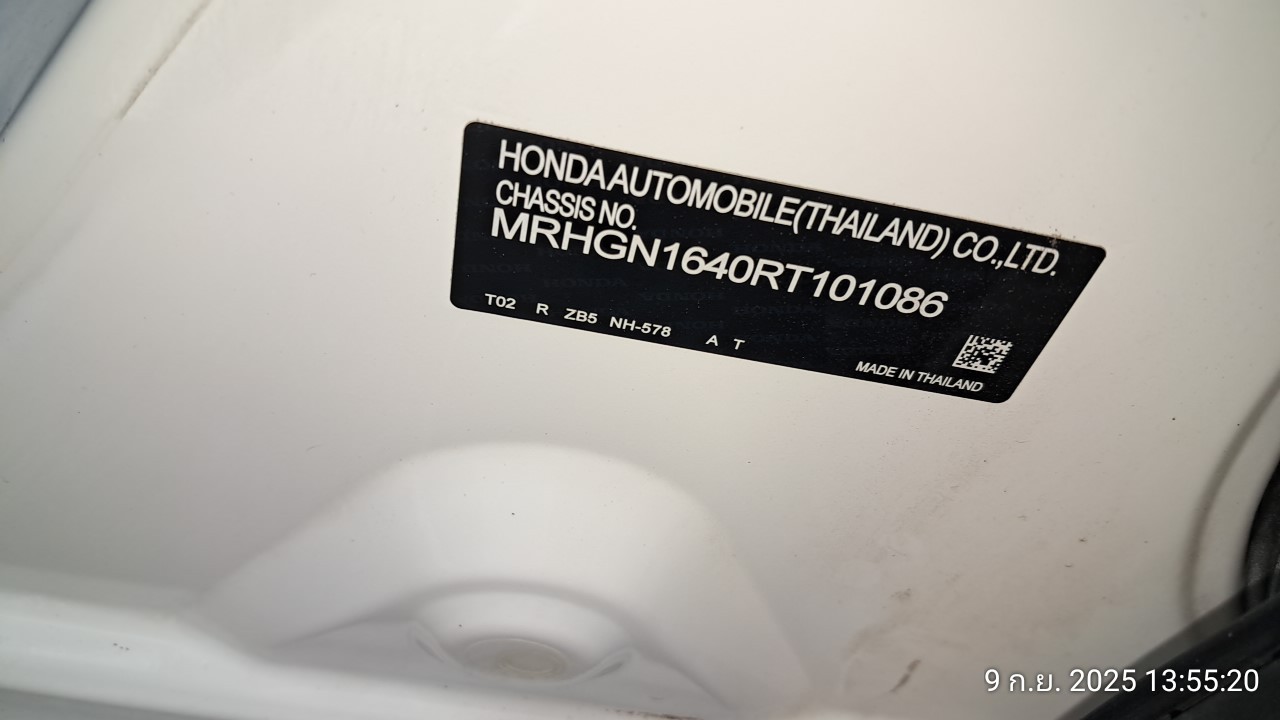 HONDA AUTOMOBILE(THAILAND) CO.,LTD.
CHASSIS NO.
MRHGN1640RT101086
T02 R ZB5 NH-578 A T
MADE IN THAILAND
9 ก.ย. 2025 13:55:20